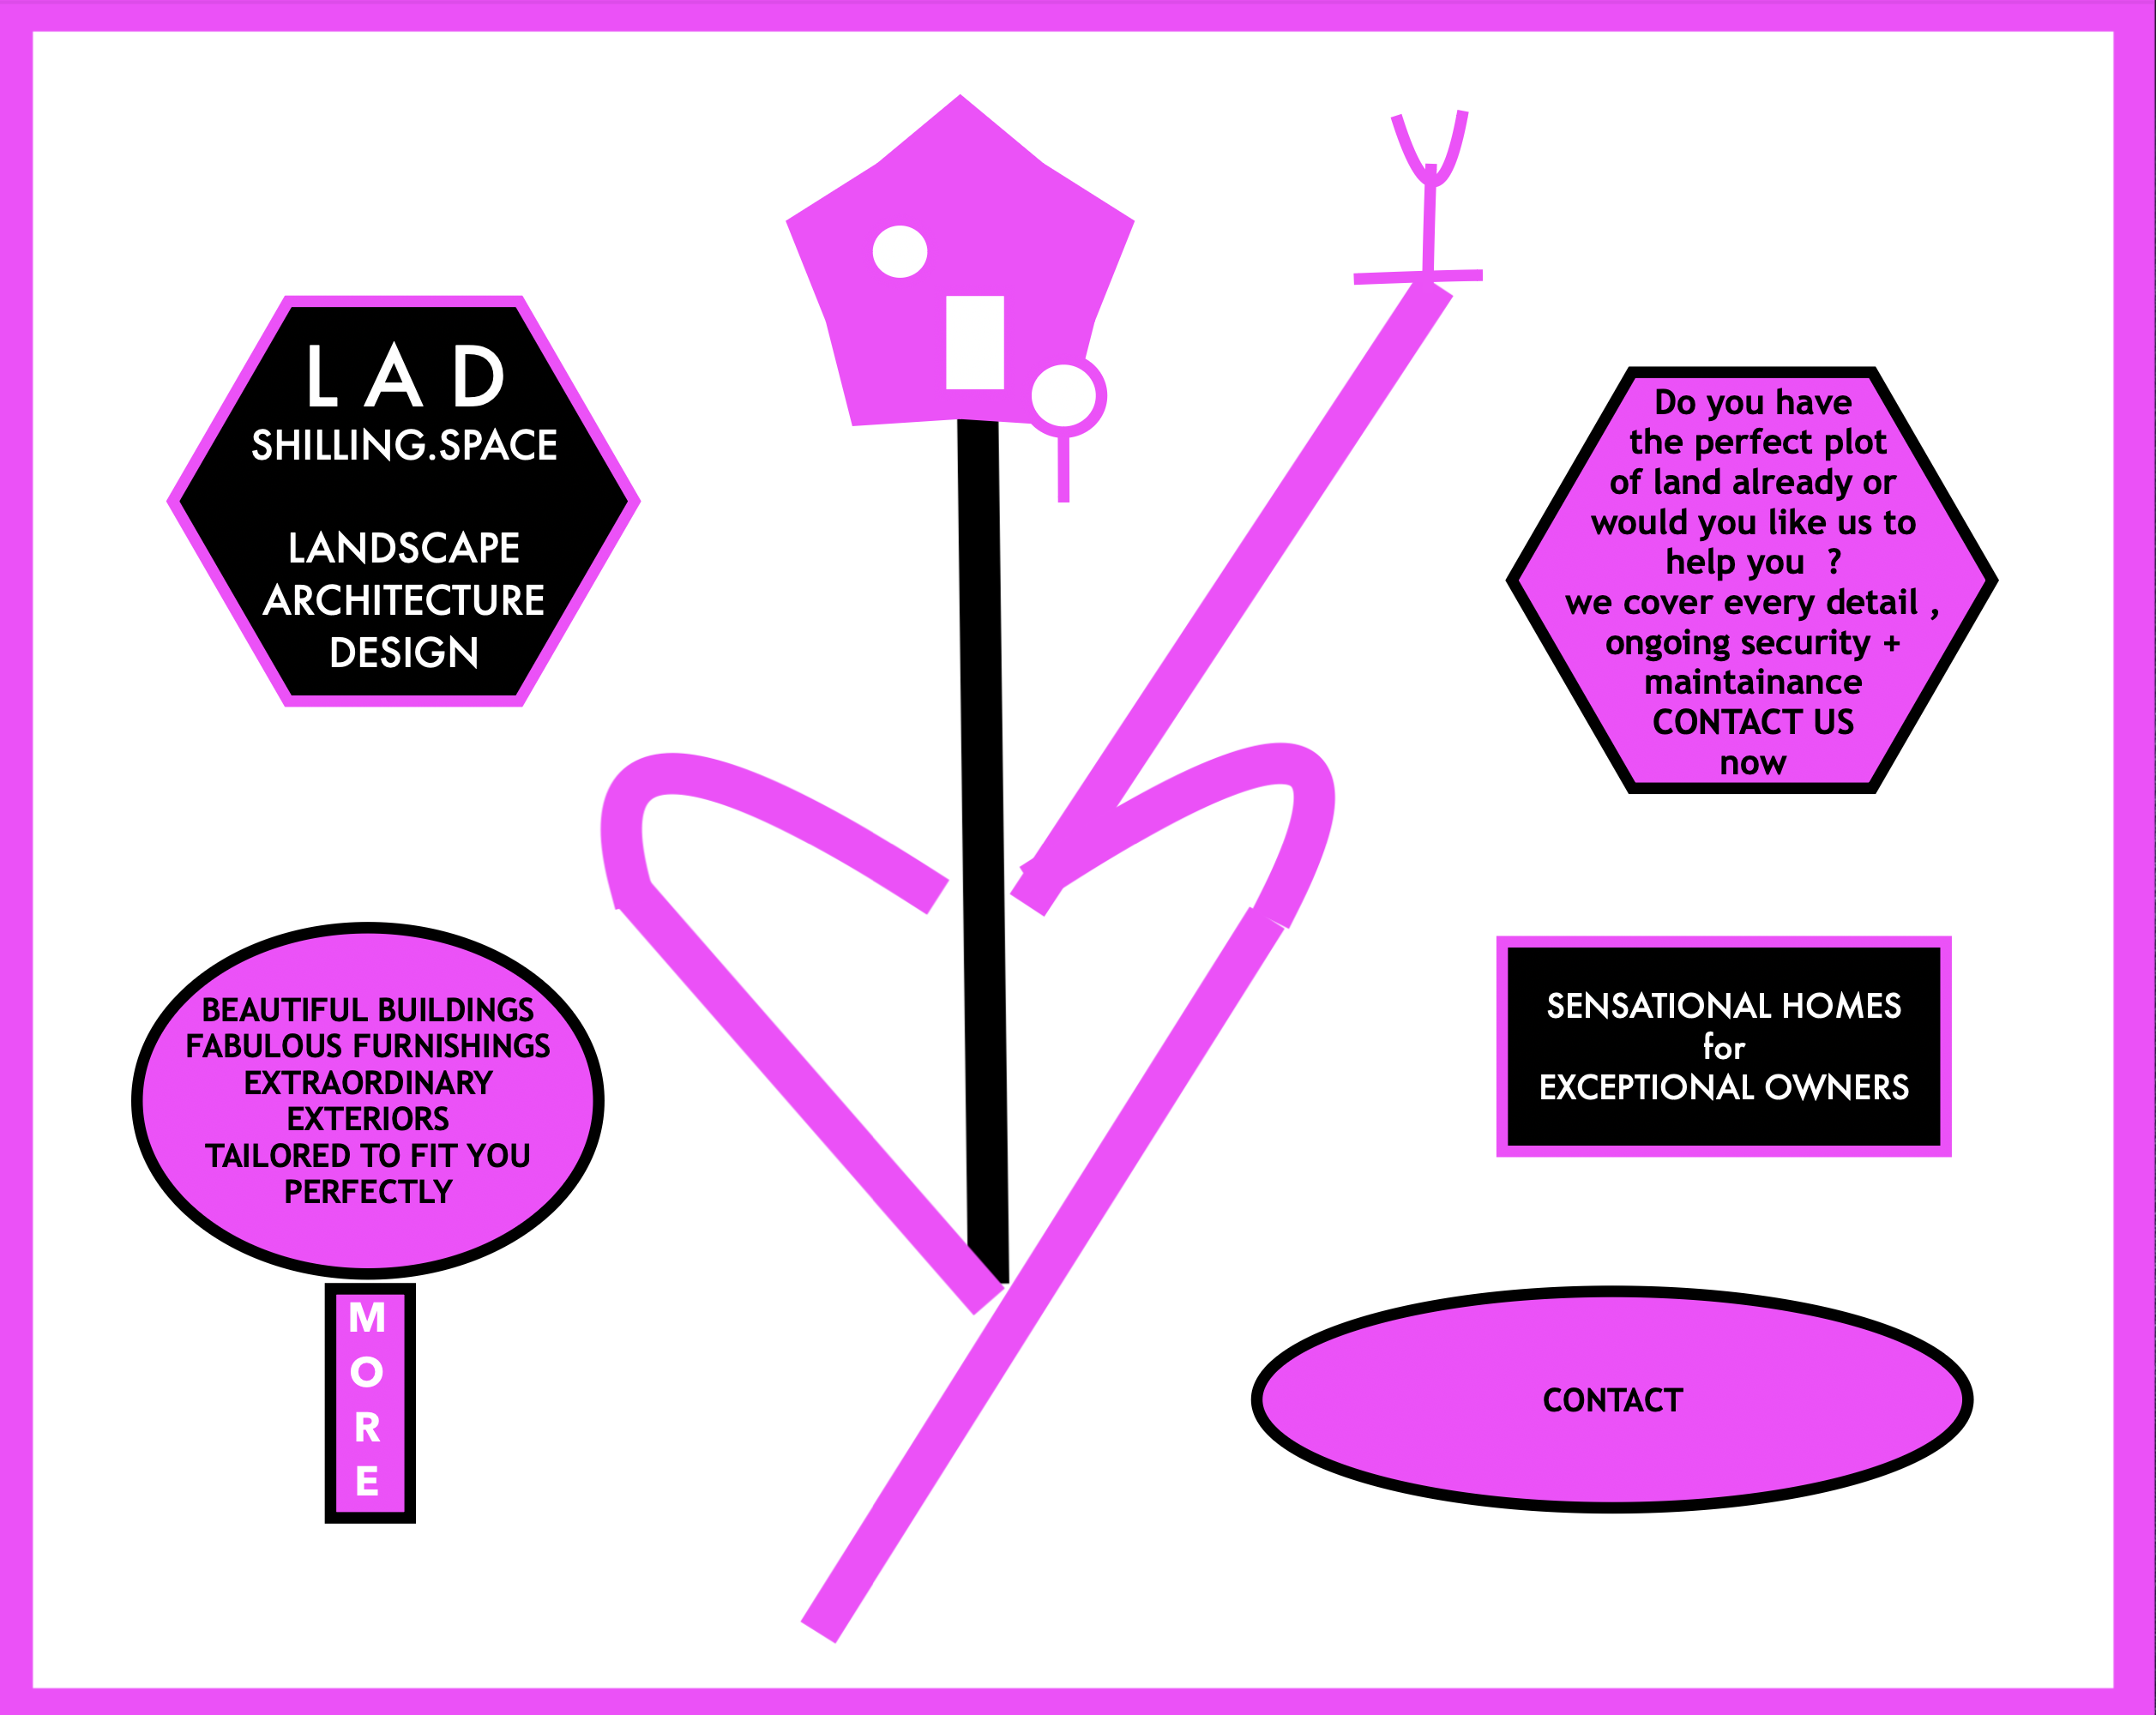 L A D
SHILLING.SPACE
LANDSCAPE
ARCHITECTURE
DESIGN
Do you have
the perfect plot
of land already or
would you like us to
help you  ?
we cover every detail ,
ongoing security +
maintainance
CONTACT US
now
BEAUTIFUL BUILDINGS
FABULOUS FURNISHINGS
EXTRAORDINARY
EXTERIORS
TAILORED TO FIT YOU
PERFECTLY
SENSATIONAL HOMES
for
EXCEPTIONAL OWNERS
M
O
R
E
CONTACT